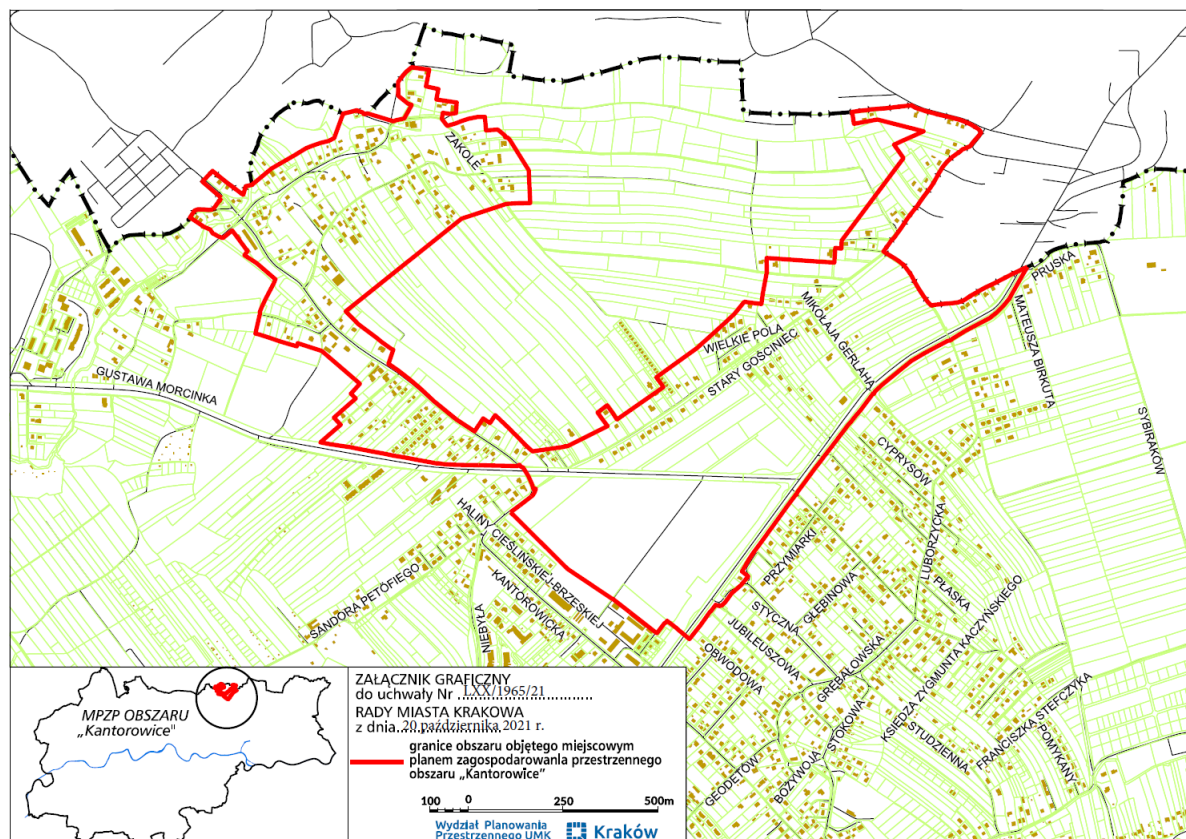 ZAKOLE
PRUSKA
MIKOŁAJA GERLAHA
MATEUSZA BIRKUTA
WIELKIE POLA
STARY GOŚCINIEC
GUSTAWA MORCINKA
SYBIRAKÓW
CYPRYSÓW
HALINY CIEŚLIŃSKIEJ-BRZESKIEJ
PRZYMIARKI
LUBORZYCKA
KANTOROWICKA
SANDORA PETÖFIEGO
NIEBYŁA
GŁĘBINOWA
PŁASKA
STYCZNA
JUBILEUSZOWA
KSIĘDZA ZYGMUNTA KACZYŃSKIEGO
OBWODOWA
GRĘBAŁOWSKA
STOKOWA
STUDZIENNA
FRANCISZKA STEFCZYKA
POMYKANY
GEODETÓW
BOŻYWOJA
MPZP OBSZARU
„Kantorowice"
ZAŁĄCZNIK GRAFICZNY
do uchwały Nr LXX/1965/21
RADY MIASTA KRAKOWA
z dnia 20 października 2021 r.
granice obszaru objętego miejscowym
planem zagospodarowania przestrzennego
obszaru „Kantorowice”
100 0 250 500m
Wydział Planowania
Przestrzennego UMK
Kraków